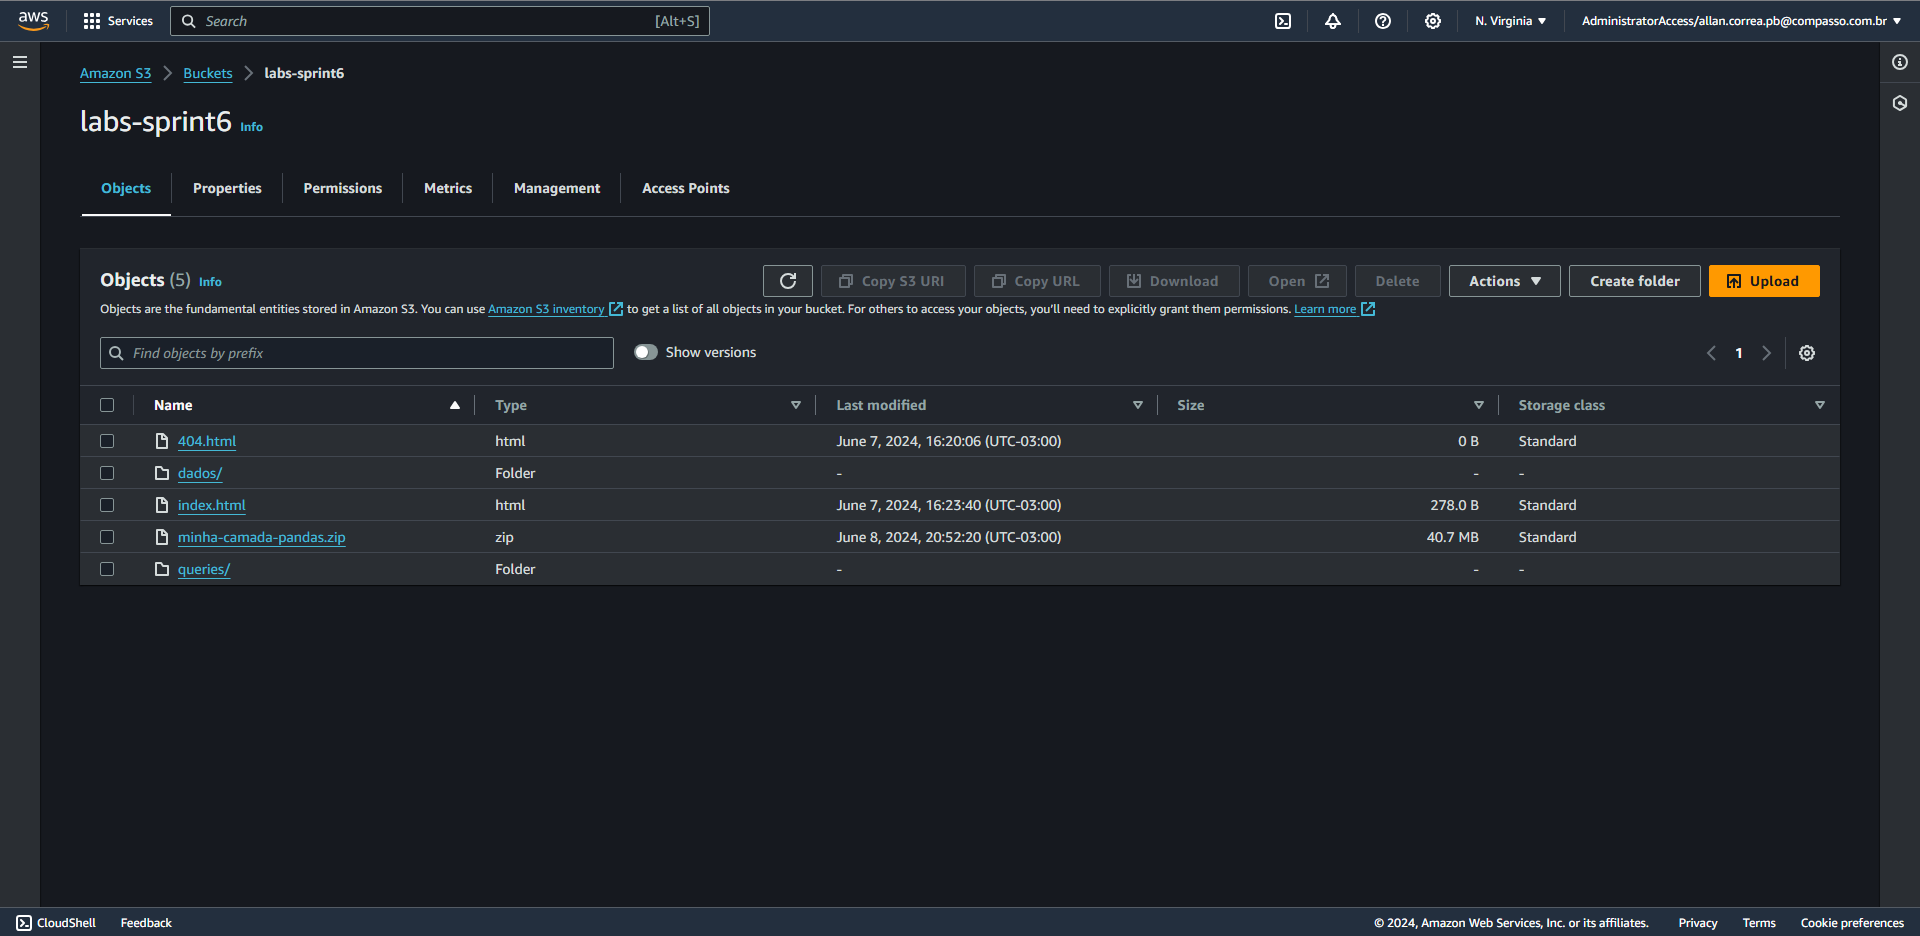 aws Services Search [Alt+S] N. Virginia AdministratorAccess/allan.correa.pb@compasso.com.br
Amazon S3 Buckets labs-sprint6
labs-sprint6 Info
Objects Properties Permissions Metrics Management Access Points
Objects (5) Info Copy S3 URI Copy URL Download Open Delete Actions Create folder Upload
Objects are the fundamental entities stored in Amazon S3. You can use Amazon S3 inventory to get a list of all objects in your bucket. For others to access your objects, you'll need to explicitly grant them permissions. Learn more
Find objects by prefix Show versions 1
Name Type Last modified Size Storage class
404.html html June 7, 2024, 16:20:06 (UTC-03:00) 0 B Standard
dados/ Folder - - -
index.html html June 7, 2024, 16:23:40 (UTC-03:00) 278.0 B Standard
minha-camada-pandas.zip zip June 8, 2024, 20:52:20 (UTC-03:00) 40.7 MB Standard
queries/ Folder - - -
CloudShell Feedback © 2024, Amazon Web Services, Inc. or its affiliates. Privacy Terms Cookie preferences